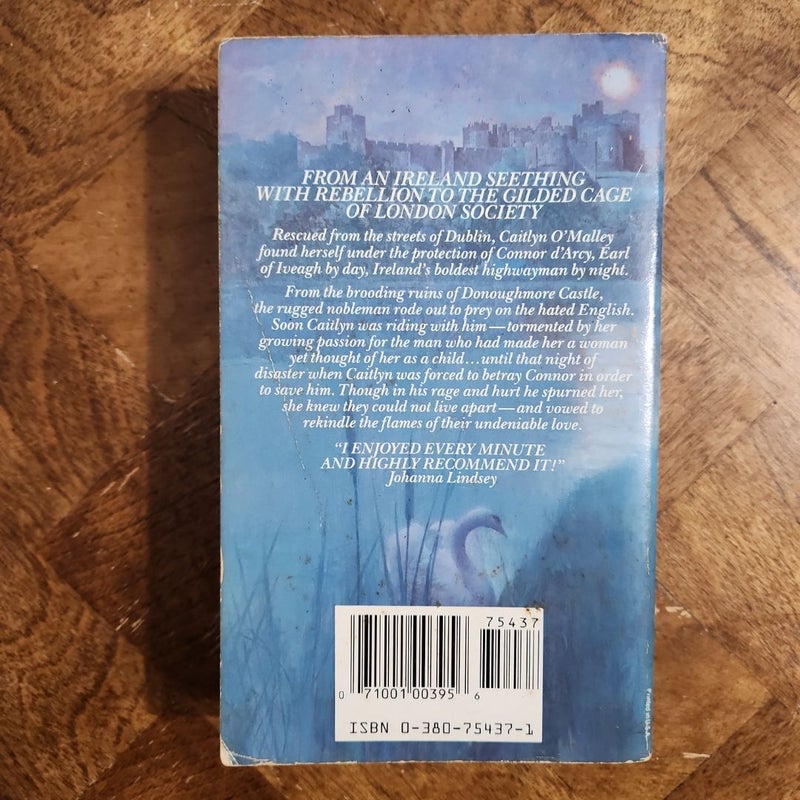 FROM AN IRELAND SEETHING
WITH REBELLION TO THE GILDED CAGE
OF LONDON SOCIETY
Rescued from the streets of Dublin, Caitlyn O'Malley
found herself under the protection of Connor d'Arcy, Earl
of Iveagh by day, Ireland's boldest highwayman by night.
From the brooding ruins of Donoughmore Castle,
the rugged nobleman rode out to prey on the hated English.
Soon Caitlyn was riding with him—tormented by her
growing passion for the man who had made her a woman
yet thought of her as a child...until that night of
disaster when Caitlyn was forced to betray Connor in order
to save him. Though in his rage and hurt he spurned her,
she knew they could not live apart—and vowed to
rekindle the flames of their undeniable love.
"I ENJOYED EVERY MINUTE
AND HIGHLY RECOMMEND IT!"
Johanna Lindsey
75437
0 71001 00395 6
ISBN 0-380-75437-1
Printed in U.S.A.